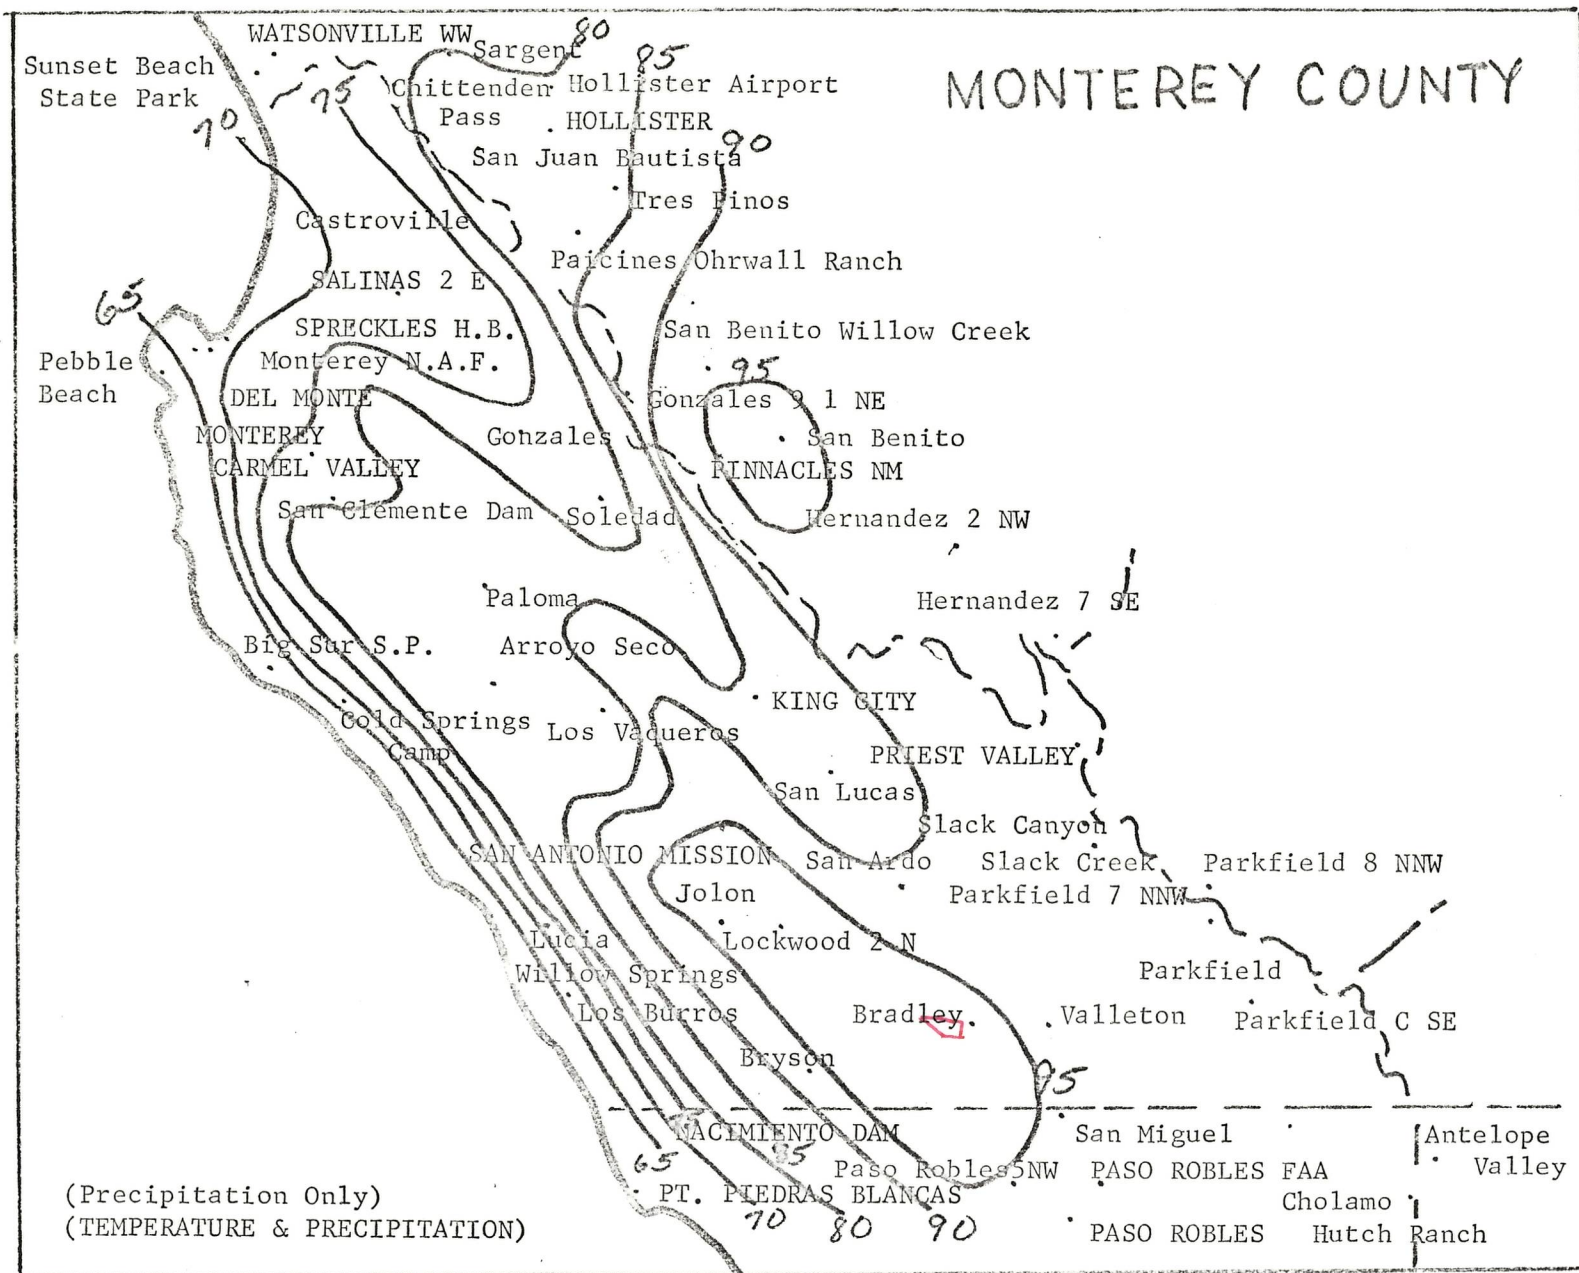 WATSONVILLE WW
80
Sargent
85
Sunset Beach
State Park
MONTEREY COUNTY
Chittenden
Pass
Hollister Airport
75
70
HOLLISTER
90
San Juan Bautista
Tres Pinos
Castroville
Paicines Ohrwall Ranch
SALINAS 2 E
65
SPRECKLES H.B.
San Benito Willow Creek
Pebble
Beach
Monterey N.A.F.
95
DEL MONTE
Gonzales 9 1 NE
MONTEREY
Gonzales
San Benito
CARMEL VALLEY
PINNACLES NM
San Clemente Dam
Soledad
Hernandez 2 NW
Paloma
Hernandez 7 SE
Big Sur S.P.
Arroyo Seco
KING CITY
Cold Springs
Camp
Los Vaqueros
PRIEST VALLEY
San Lucas
Slack Canyon
SAN ANTONIO MISSION
San Ardo
Slack Creek
Parkfield 8 NNW
Jolon
Parkfield 7 NNW
Lucia
Lockwood 2 N
Willow Springs
Parkfield
Los Burros
Bradley
Valleton
Parkfield C SE
Bryson
95
NACIMIENTO DAM
San Miguel
Antelope
Valley
65
85
Paso Robles 5NW
PASO ROBLES FAA
(Precipitation Only)
PT. PIEDRAS BLANCAS
Cholamo
Hutch Ranch
70
80
90
(TEMPERATURE & PRECIPITATION)
PASO ROBLES